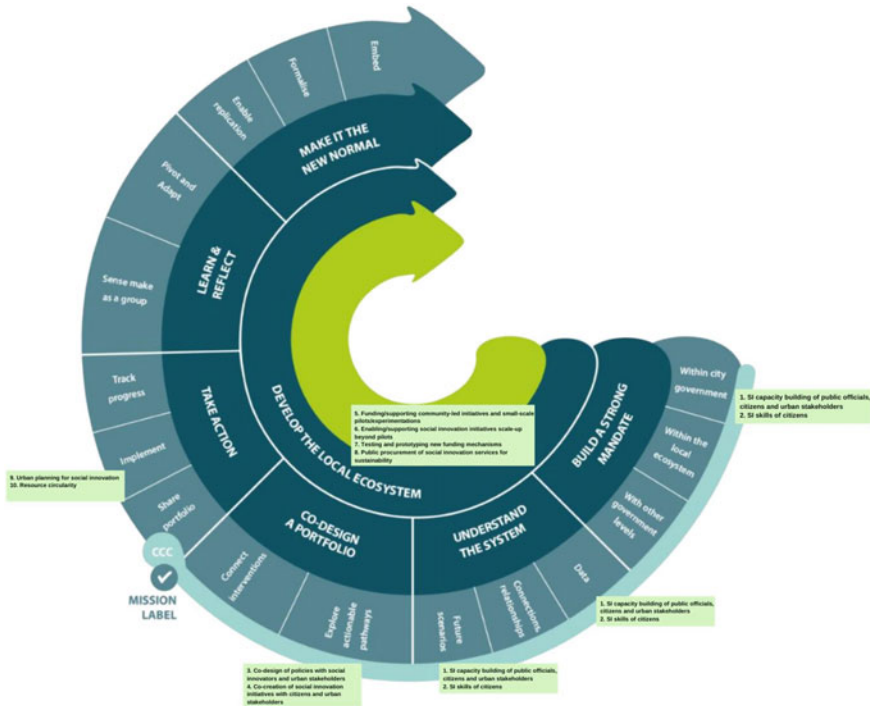 Embed
Formalise
Enable
replication
MAKE IT THE
NEW NORMAL
Pivot and
Adapt
LEARN &
REFLECT
Sense make
as a group
Track
progress
TAKE ACTION
Implement
Share
portfolio
9. Urban planning for social innovation
10. Resource circularity
CCC
MISSION
LABEL
DEVELOP THE LOCAL ECOSYSTEM
5. Funding/supporting community-led initiatives and small-scale
pilots/experimentations
6. Enabling/supporting social innovation initiatives scale-up
beyond pilots
7. Testing and prototyping new funding mechanisms
8. Public procurement of social innovation services for
sustainability
CO-DESIGN
A PORTFOLIO
Connect
interventions
Explore
actionable
pathways
3. Co-design of policies with social
innovators and urban stakeholders
4. Co-creation of social innovation
initiatives with citizens and urban
stakeholders
UNDERSTAND
THE SYSTEM
Future
scenarios
Connections,
relationships
Data
1. SI capacity building of public officials,
citizens and urban stakeholders
2. SI skills of citizens
1. SI capacity building of public officials,
citizens and urban stakeholders
2. SI skills of citizens
BUILD A STRONG
MANDATE
With other
government
levels
Within the
local
ecosystem
Within city
government
1. SI capacity building of public officials,
citizens and urban stakeholders
2. SI skills of citizens